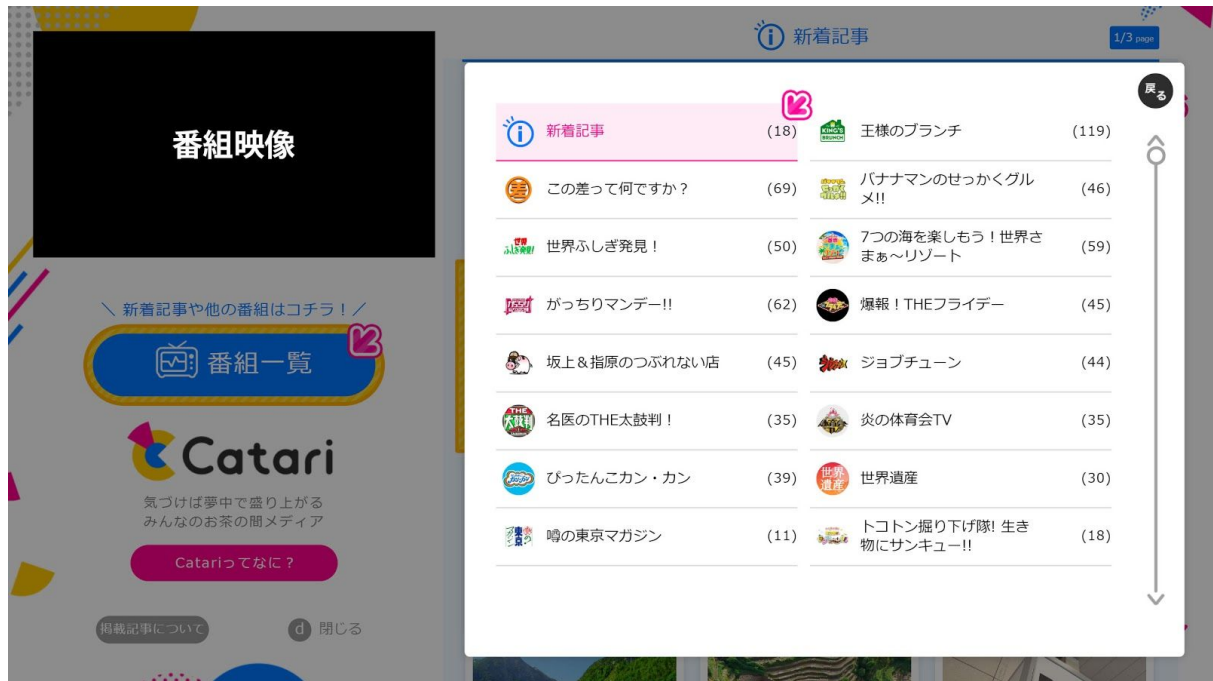 番組映像
＼ 新着記事や他の番組はコチラ！／
番組一覧
Catari
気づけば夢中で盛り上がる
みんなのお茶の間メディア
Catariってなに？
掲載記事について
d 閉じる
新着記事
1/3 page
戻る
新着記事 (18)
王様のブランチ (119)
この差って何ですか？ (69)
バナナマンのせっかくグル
メ!! (46)
世界ふしぎ発見！ (50)
7つの海を楽しもう！世界さ
まぁ〜リゾート (59)
がっちりマンデー!! (62)
爆報！THEフライデー (45)
坂上＆指原のつぶれない店 (45)
ジョブチューン (44)
名医のTHE太鼓判！ (35)
炎の体育会TV (35)
ぴったんこカン・カン (39)
世界遺産 (30)
噂の東京マガジン (11)
トコトン掘り下げ隊! 生き
物にサンキュー!! (18)